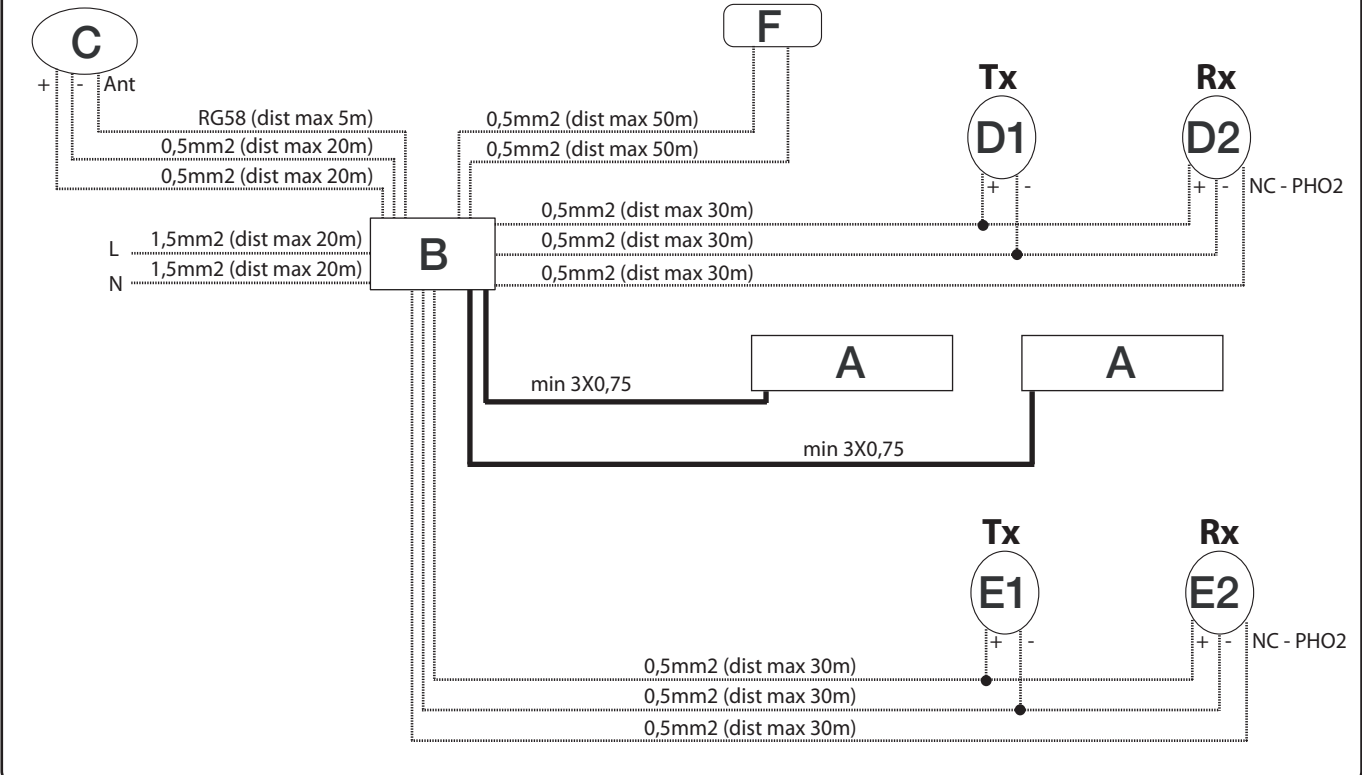 C
+ - Ant
RG58 (dist max 5m)
0,5mm2 (dist max 20m)
0,5mm2 (dist max 20m)
F
0,5mm2 (dist max 50m)
0,5mm2 (dist max 50m)
Tx
D1
+ -
Rx
D2
+ - NC - PHO2
L 1,5mm2 (dist max 20m)
N 1,5mm2 (dist max 20m)
B
0,5mm2 (dist max 30m)
0,5mm2 (dist max 30m)
0,5mm2 (dist max 30m)
A
A
min 3X0,75
min 3X0,75
Tx
E1
+ -
Rx
E2
+ - NC - PHO2
0,5mm2 (dist max 30m)
0,5mm2 (dist max 30m)
0,5mm2 (dist max 30m)